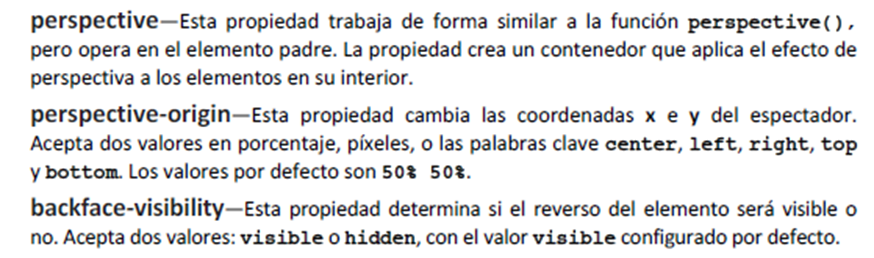 perspective—Esta propiedad trabaja de forma similar a la función perspective(),
pero opera en el elemento padre. La propiedad crea un contenedor que aplica el efecto de
perspectiva a los elementos en su interior.
perspective-origin—Esta propiedad cambia las coordenadas x e y del espectador.
Acepta dos valores en porcentaje, píxeles, o las palabras clave center, left, right, top
y bottom. Los valores por defecto son 50% 50%.
backface-visibility—Esta propiedad determina si el reverso del elemento será visible o
no. Acepta dos valores: visible o hidden, con el valor visible configurado por defecto.